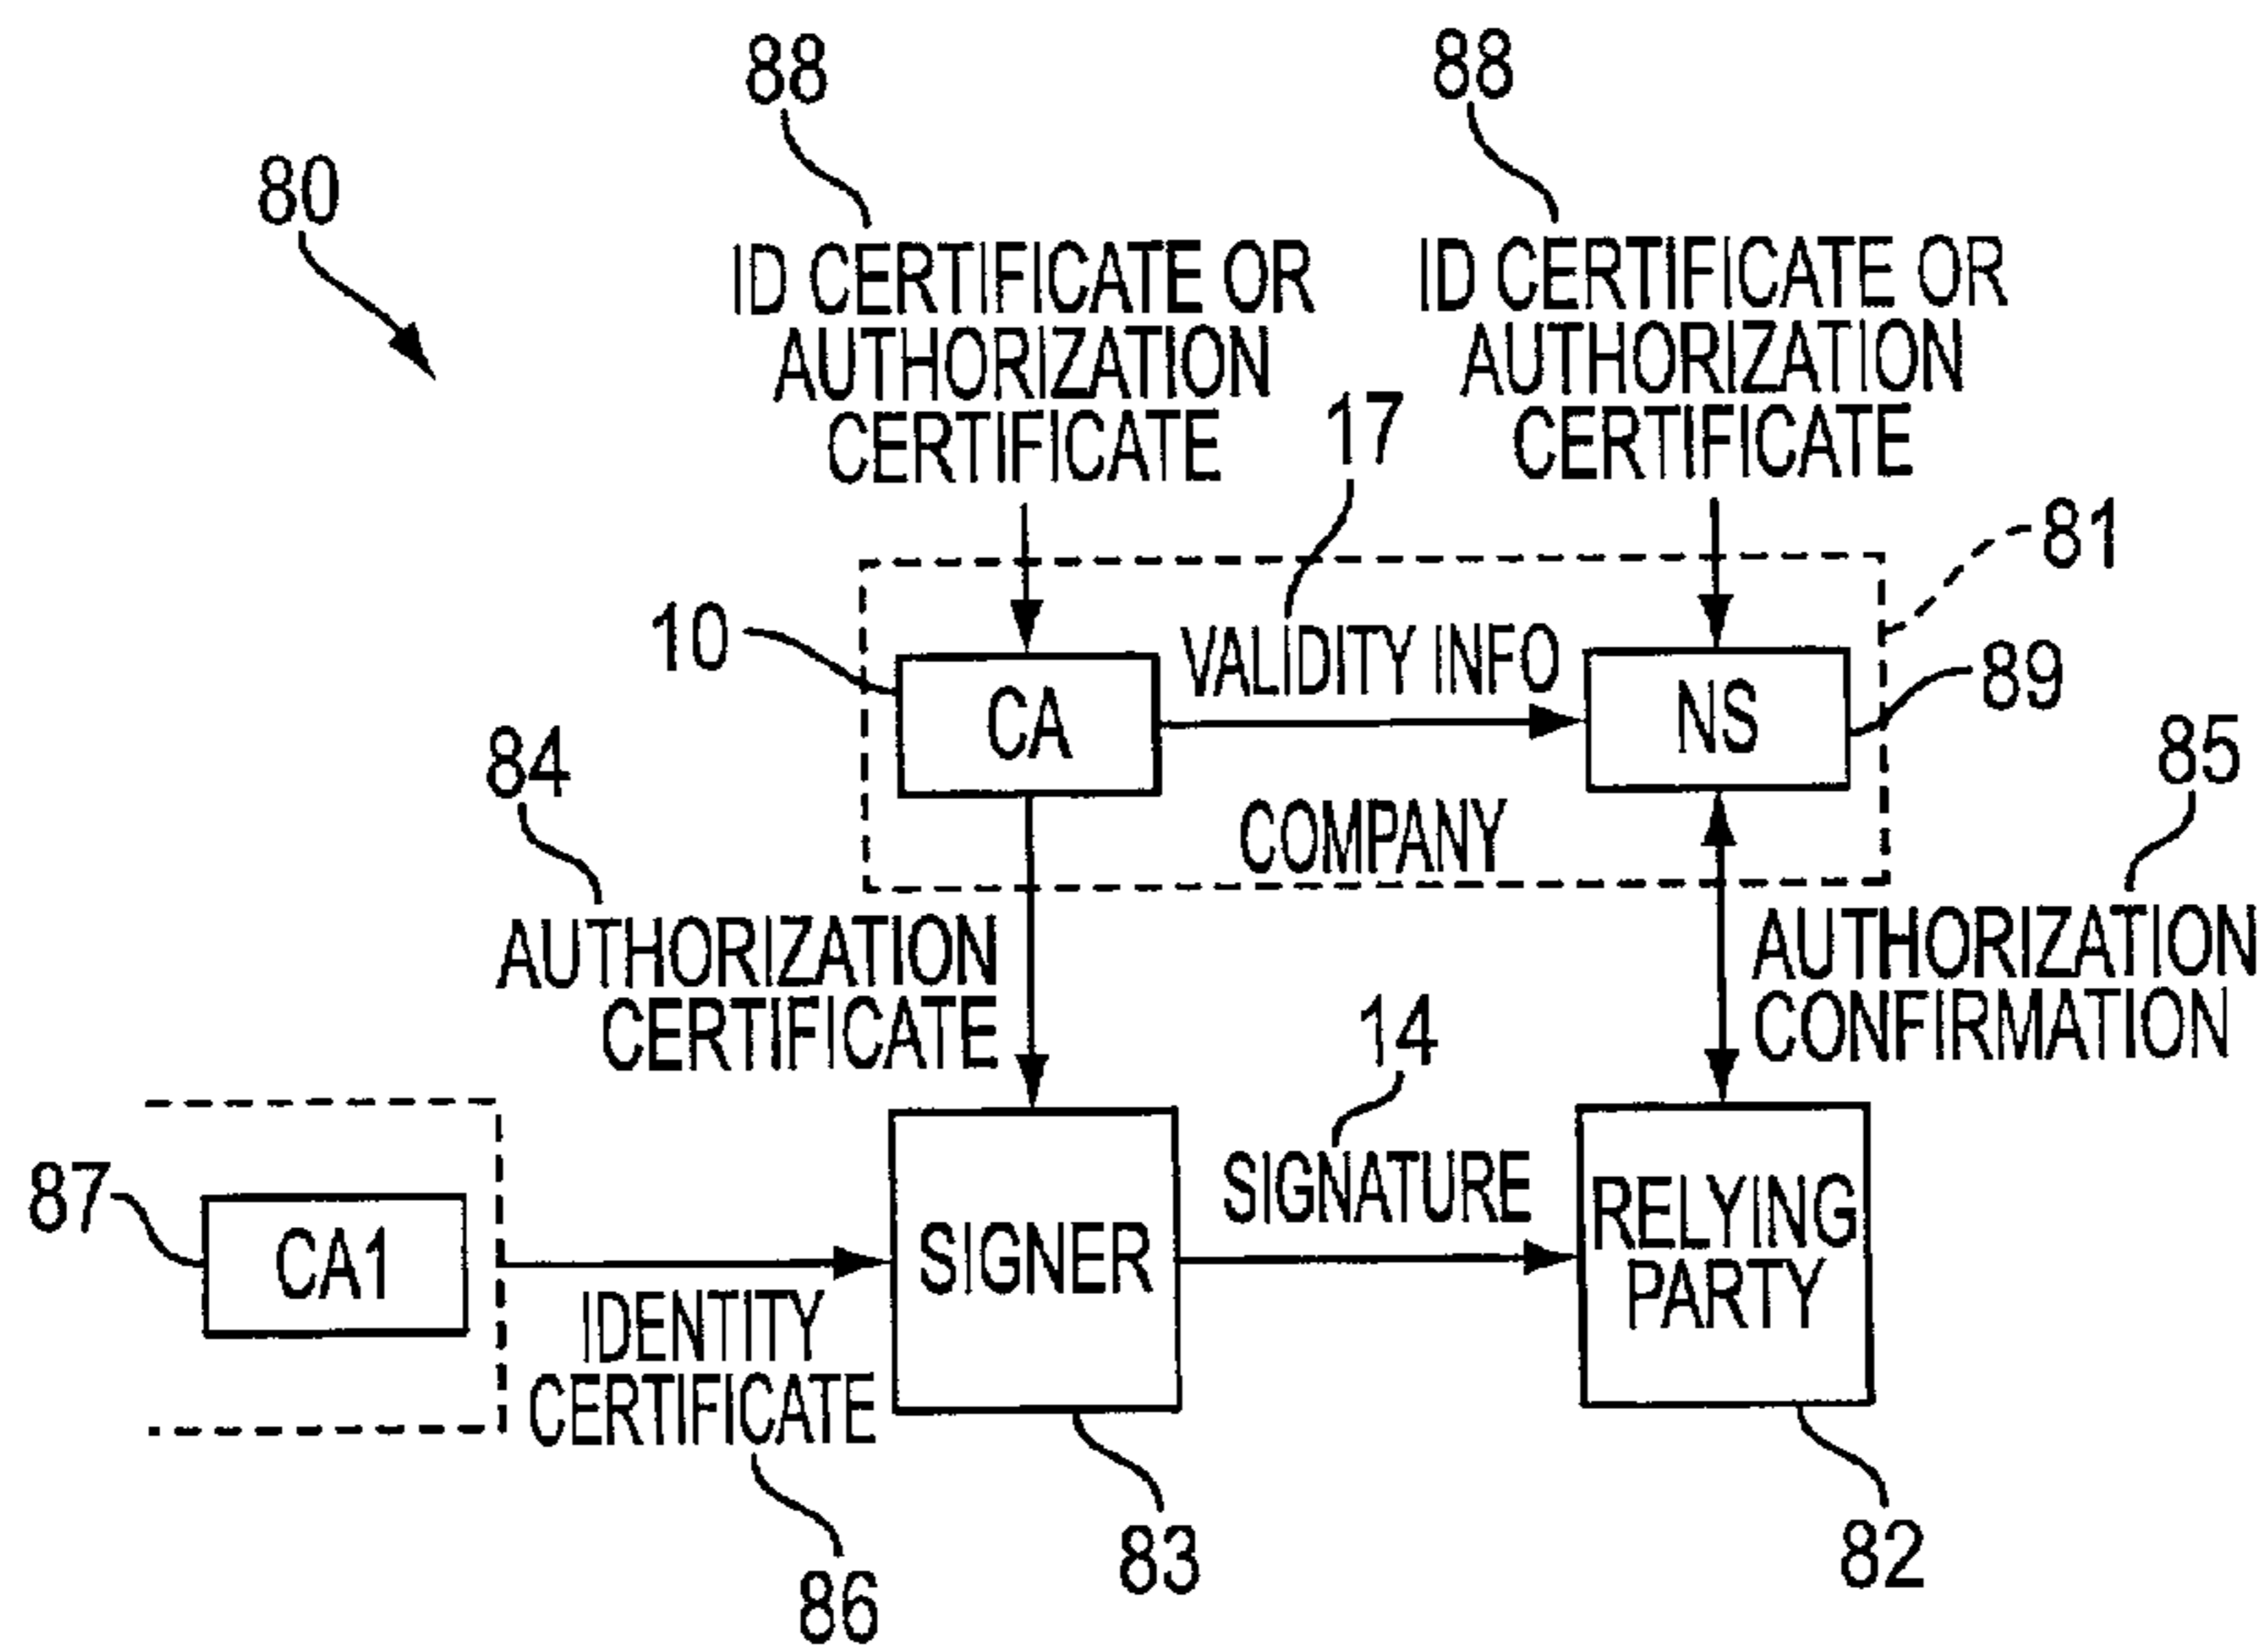 88
88
80
ID CERTIFICATE OR
AUTHORIZATION
CERTIFICATE
ID CERTIFICATE OR
AUTHORIZATION
CERTIFICATE
17
81
10
CA
VALIDITY INFO
NS
89
84
COMPANY
85
AUTHORIZATION
CERTIFICATE
AUTHORIZATION
CONFIRMATION
14
87
CA1
SIGNER
SIGNATURE
RELYING
PARTY
IDENTITY
CERTIFICATE
83
82
86